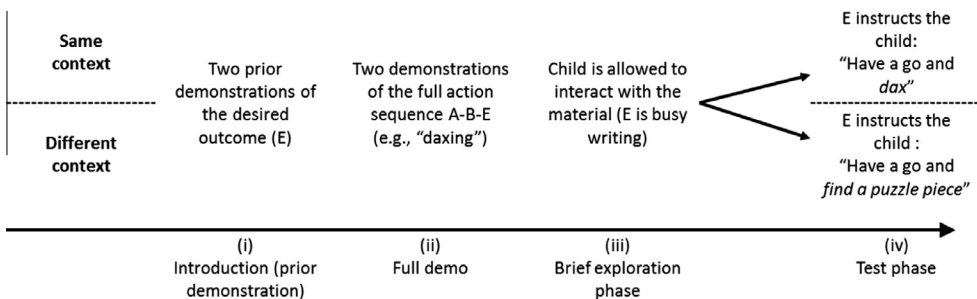 Same
context
Different
context
Two prior
demonstrations of
the desired
outcome (E)
Two demonstrations
of the full action
sequence A-B-E
(e.g., “daxing”)
Child is allowed to
interact with the
material (E is busy
writing)
E instructs the
child:
“Have a go and
dax”
E instructs the
child :
“Have a go and
find a puzzle piece”
(i)
Introduction (prior
demonstration)
(ii)
Full demo
(iii)
Brief exploration
phase
(iv)
Test phase